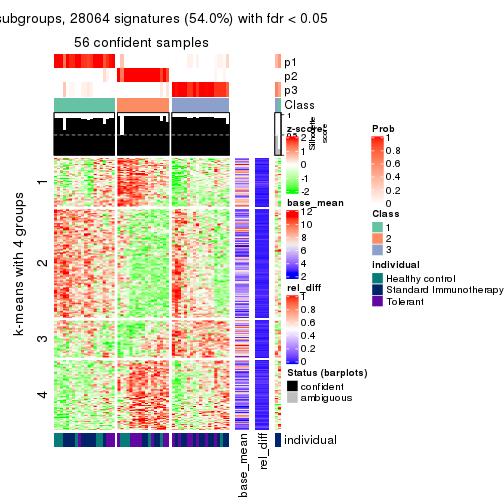 subgroups, 28064 signatures (54.0%) with fdr < 0.05
56 confident samples
p1
p2
p3
Class
1
Silhouette
score
1
2
3
4
k-means with 4 groups
base_mean
rel_diff
individual
z-score
2
1
0
-1
-2
base_mean
12
10
8
6
4
2
rel_diff
1
0.8
0.6
0.4
0.2
0
Status (barplots)
confident
ambiguous
Prob
1
0.8
0.6
0.4
0.2
0
Class
1
2
3
individual
Healthy control
Standard Immunotherapy
Tolerant